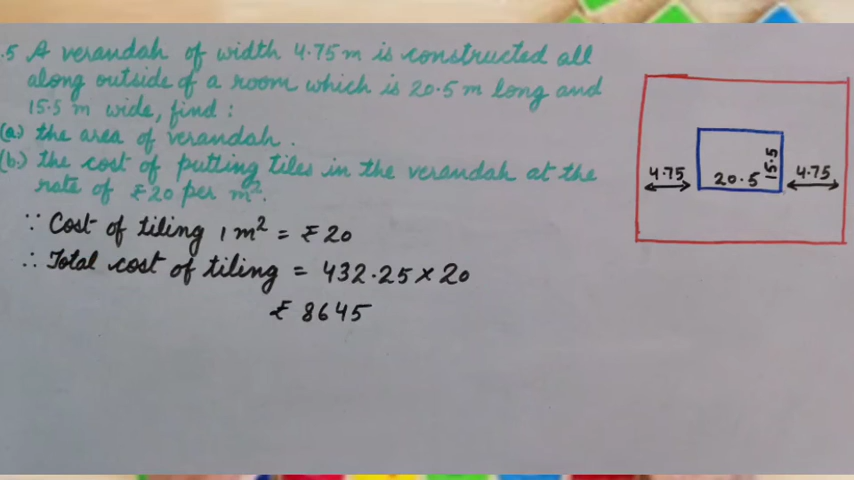 .5 A verandah of width 4.75 m is constructed all
along outside of a room which is 20.5 m long and
15.5 m wide, find :
(a) the area of verandah.
(b) the cost of putting tiles in the verandah at the
rate of ₹20 per m².
∵ Cost of tiling 1 m² = ₹20
∴ Total cost of tiling = 432.25 × 20
₹ 8645
4.75
20.5
15.5
4.75